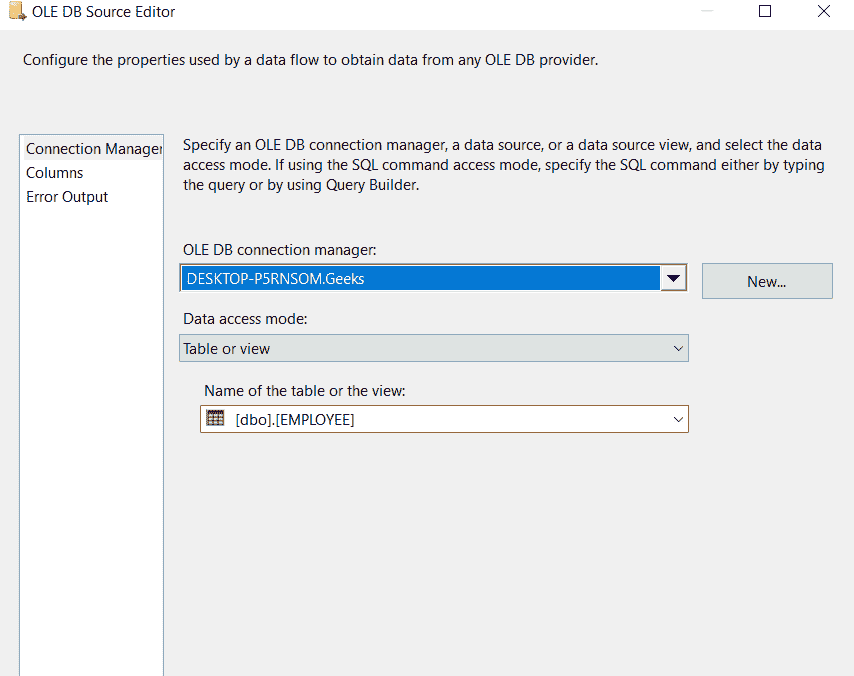 OLE DB Source Editor
Configure the properties used by a data flow to obtain data from any OLE DB provider.
Connection Manager
Columns
Error Output
Specify an OLE DB connection manager, a data source, or a data source view, and select the data
access mode. If using the SQL command access mode, specify the SQL command either by typing
the query or by using Query Builder.
OLE DB connection manager:
DESKTOP-P5RNSOM.Geeks
New...
Data access mode:
Table or view
Name of the table or the view:
[dbo].[EMPLOYEE]